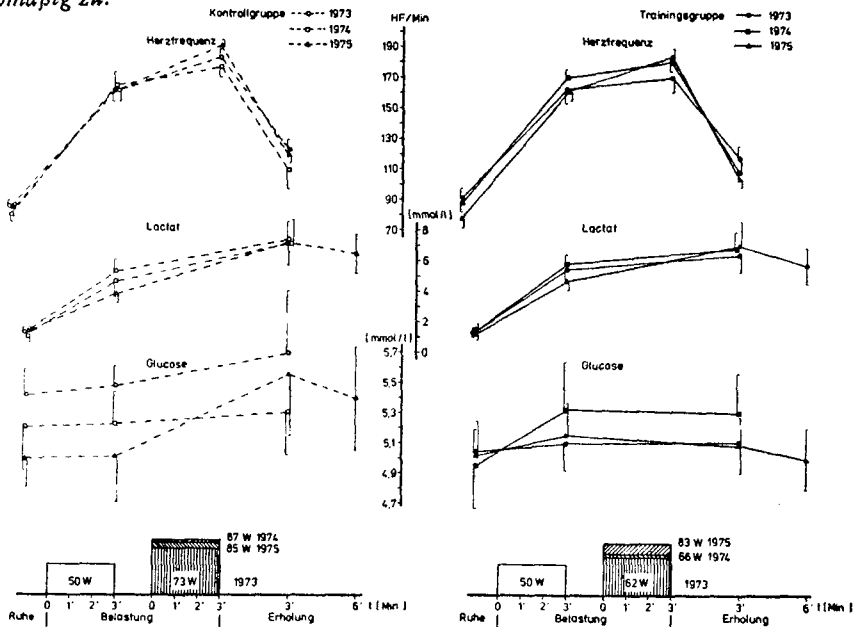 Kontrollgruppe 1973
1974
1975
HF/Min
Trainingsgruppe 1973
1974
1975
Herzfrequenz
Herzfrequenz
190
170
150
130
110
90
70
[mmol/l]
8
6
4
2
0
Lactat
Lactat
[mmol/l]
5,7
5,5
5,3
5,1
4,9
4,7
Glucose
Glucose
87 W 1974
85 W 1975
50 W
73 W
1973
83 W 1975
66 W 1974
50 W
62 W
1973
0 1' 2' 3' 0 1' 2' 3' 3' 6' t [Min]
Ruhe Belastung Erholung
0 1' 2' 3' 0 1' 2' 3' 3' 6' t [Min]
Ruhe Belastung Erholung